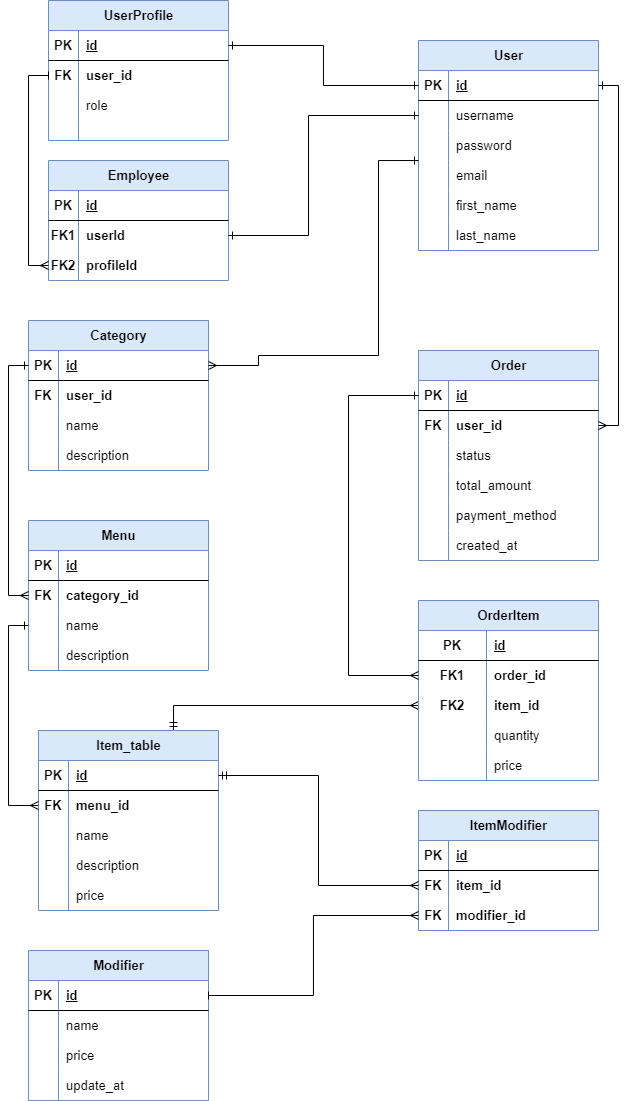 UserProfile
PK id
FK user_id
role
User
PK id
username
password
email
first_name
last_name
Employee
PK id
FK1 userId
FK2 profileId
Category
PK id
FK user_id
name
description
Order
PK id
FK user_id
status
total_amount
payment_method
created_at
Menu
PK id
FK category_id
name
description
OrderItem
PK id
FK1 order_id
FK2 item_id
quantity
price
Item_table
PK id
FK menu_id
name
description
price
ItemModifier
PK id
FK item_id
FK modifier_id
Modifier
PK id
name
price
update_at